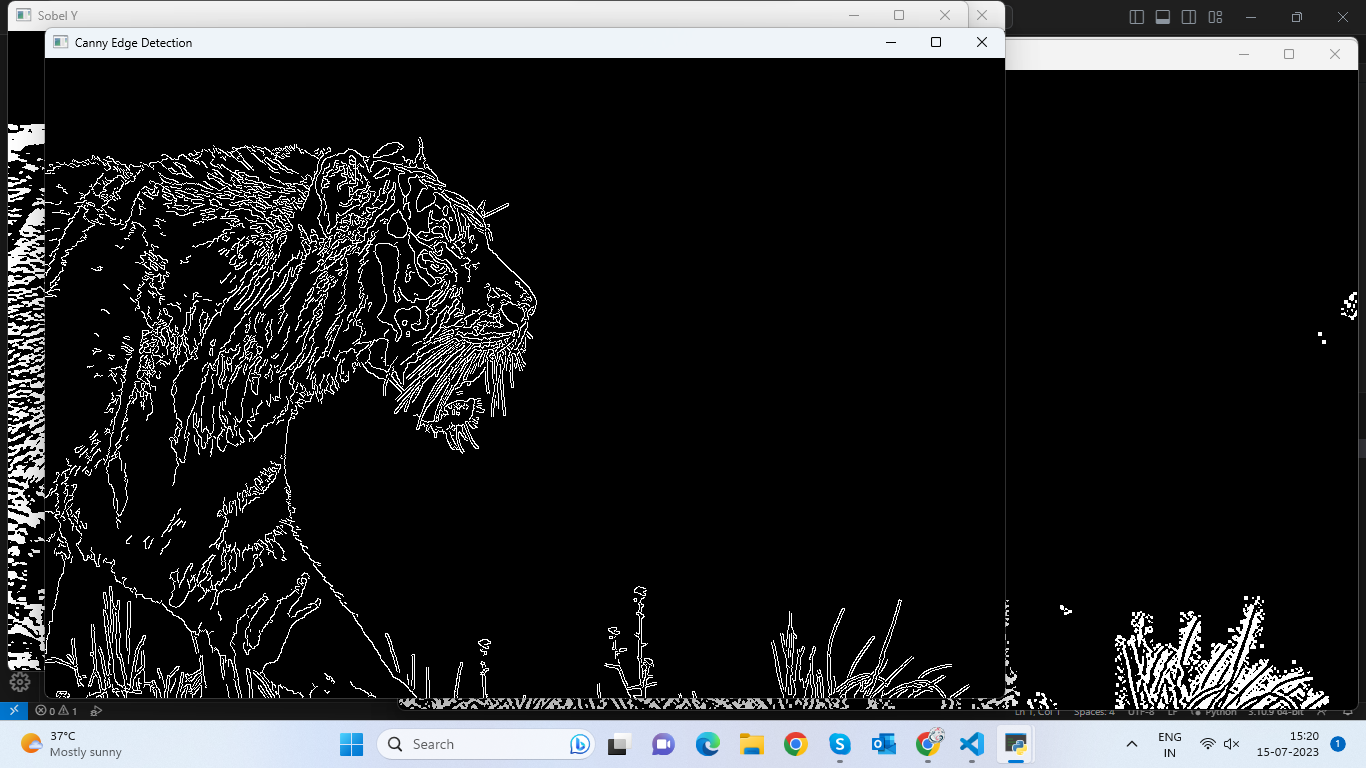 Sobel Y
Canny Edge Detection
0 1
Ln 1, Col 1 Spaces: 4 UTF-8 LF Python 3.10.9 64-bit
37°C
Mostly sunny
Search
ENG
IN
15:20
15-07-2023
1